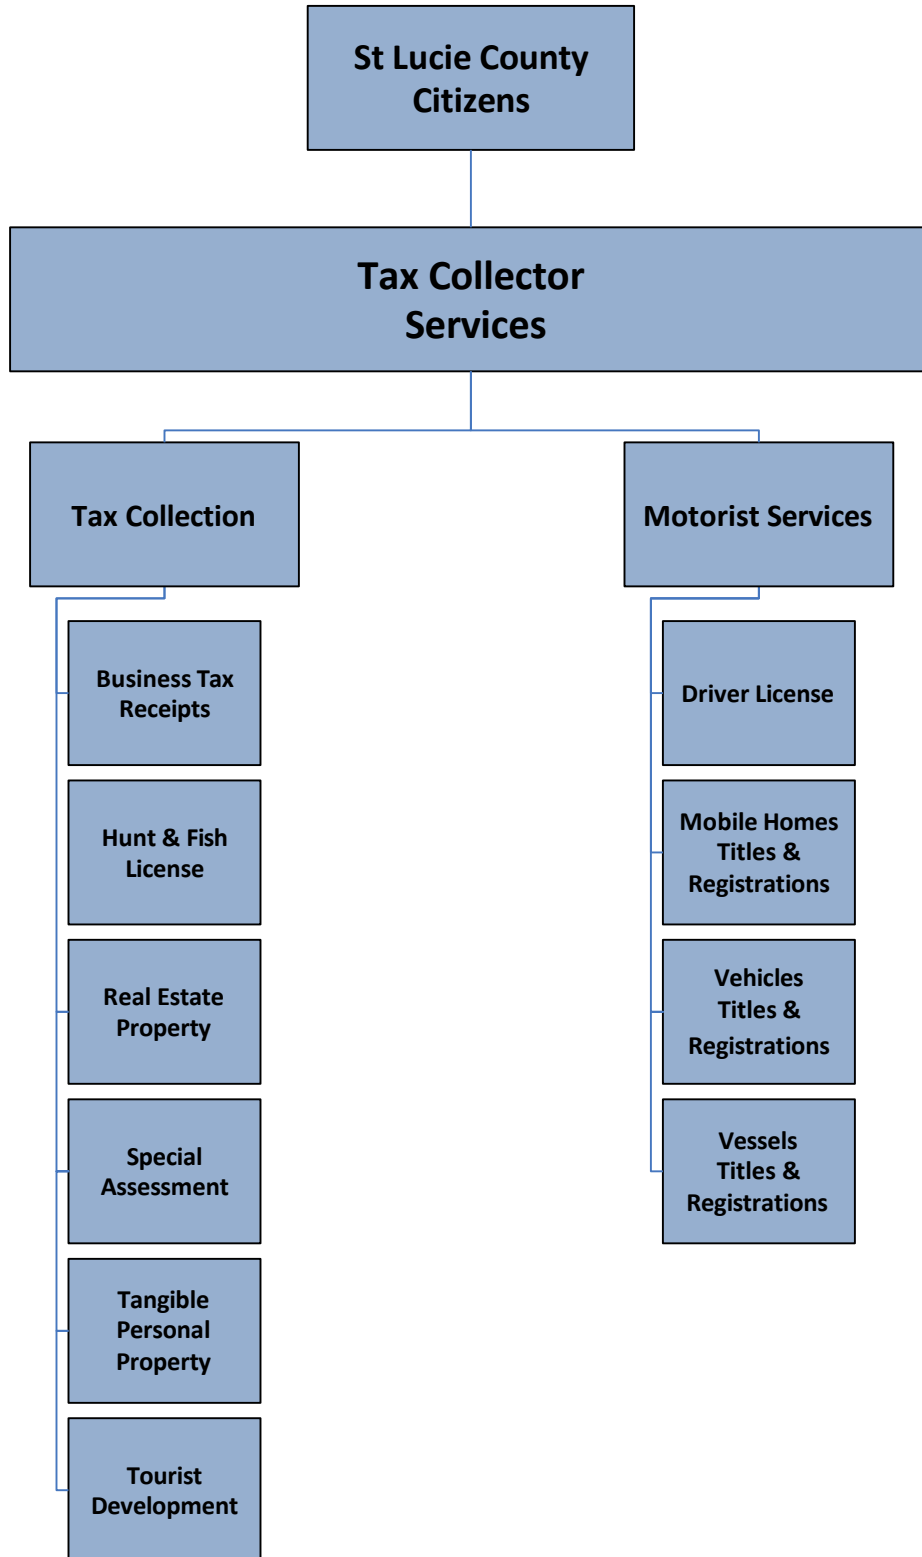 St Lucie County
Citizens
Tax Collector
Services
Tax Collection
Business Tax
Receipts
Hunt & Fish
License
Real Estate
Property
Special
Assessment
Tangible
Personal
Property
Tourist
Development
Motorist Services
Driver License
Mobile Homes
Titles &
Registrations
Vehicles
Titles &
Registrations
Vessels
Titles &
Registrations